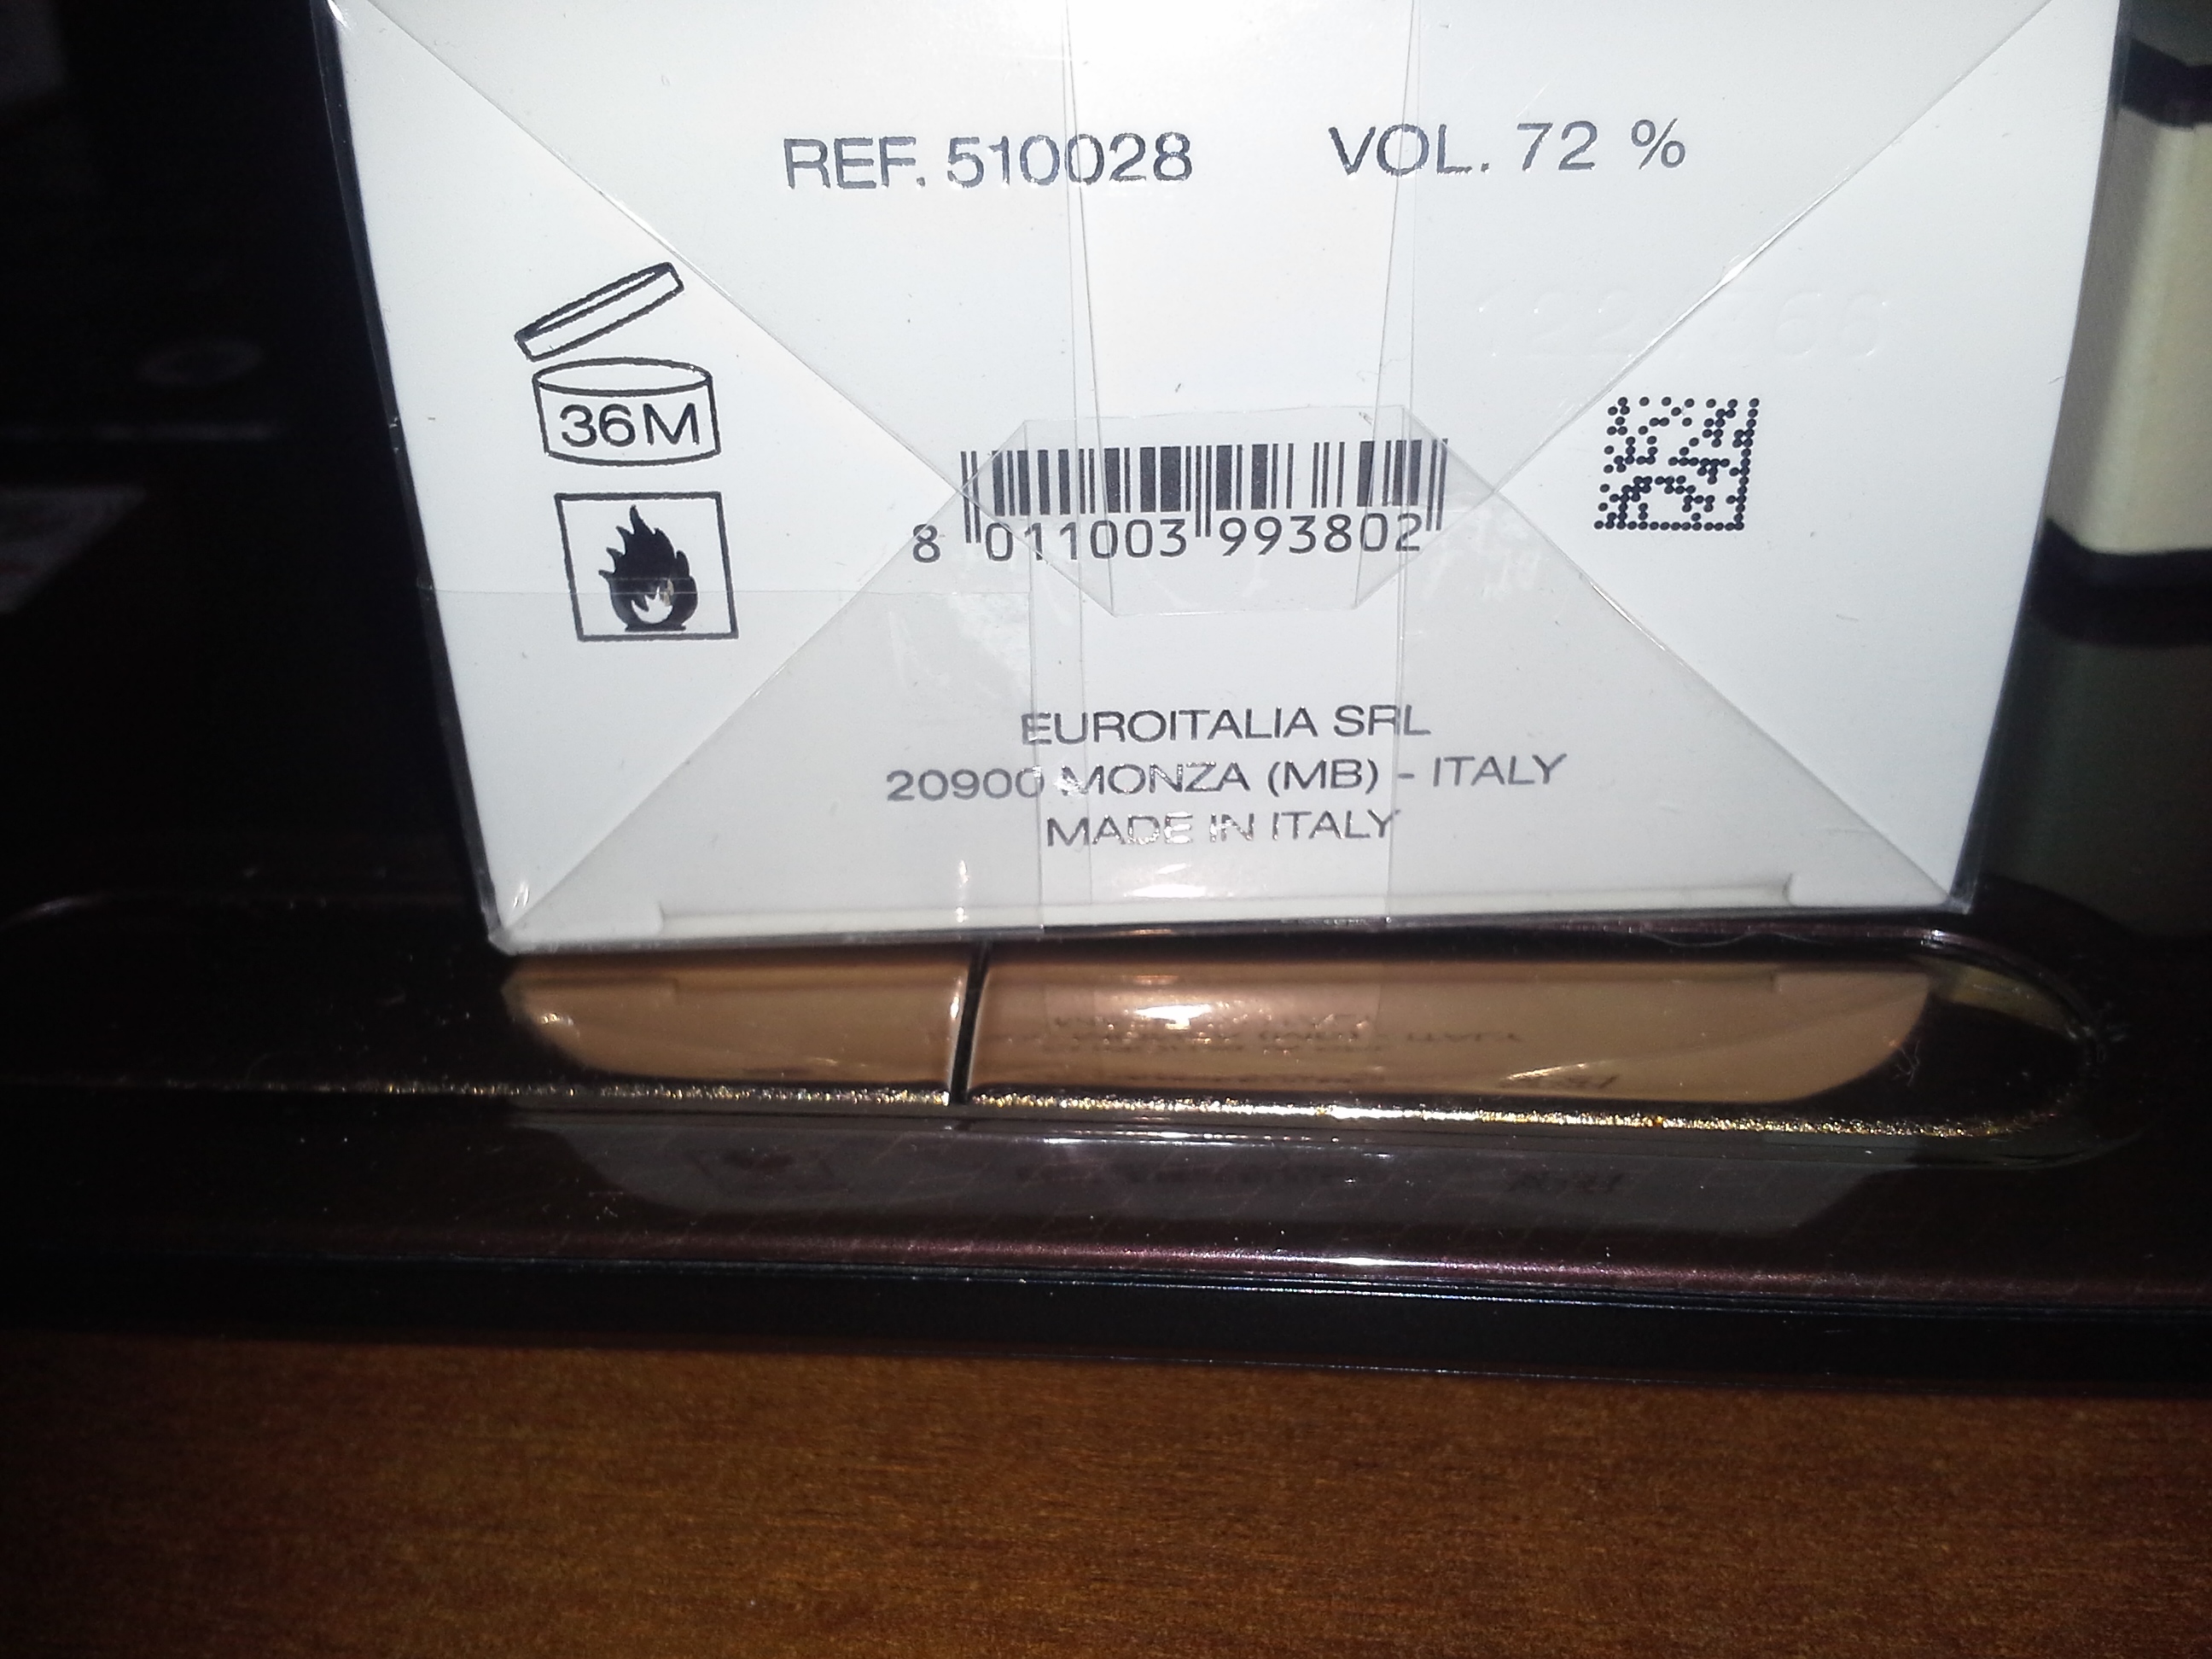 REF. 510028 VOL. 72 %
36M
8 011003 993802
EUROITALIA SRL
20900 MONZA (MB) - ITALY
MADE IN ITALY